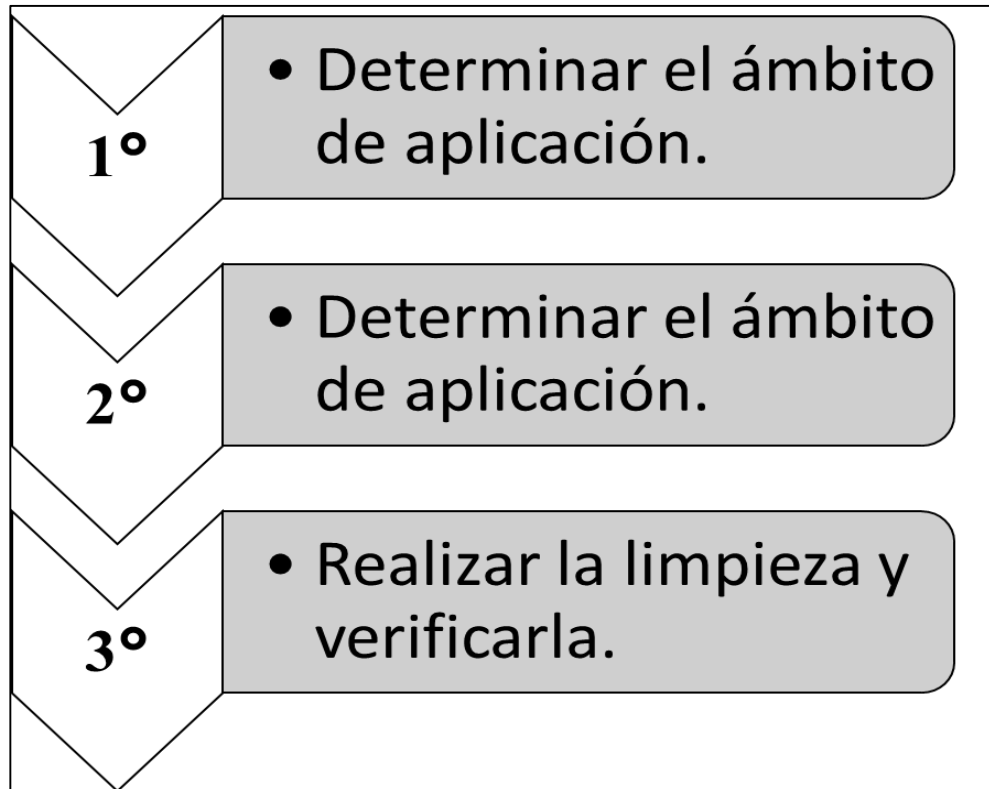 1°
• Determinar el ámbito
de aplicación.
2°
• Determinar el ámbito
de aplicación.
3°
• Realizar la limpieza y
verificarla.